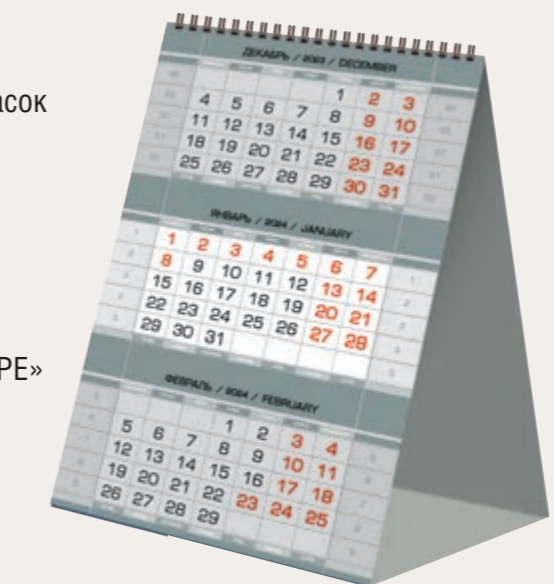 асок
РЕ»
ДЕКАБРЬ / 2023 / DECEMBER
1 2 3
4 5 6 7 8 9 10
11 12 13 14 15 16 17
18 19 20 21 22 23 24
25 26 27 28 29 30 31
ЯНВАРЬ / 2024 / JANUARY
1 2 3 4 5 6 7
8 9 10 11 12 13 14
15 16 17 18 19 20 21
22 23 24 25 26 27 28
29 30 31
ФЕВРАЛЬ / 2024 / FEBRUARY
1 2 3 4
5 6 7 8 9 10 11
12 13 14 15 16 17 18
19 20 21 22 23 24 25
26 27 28 29